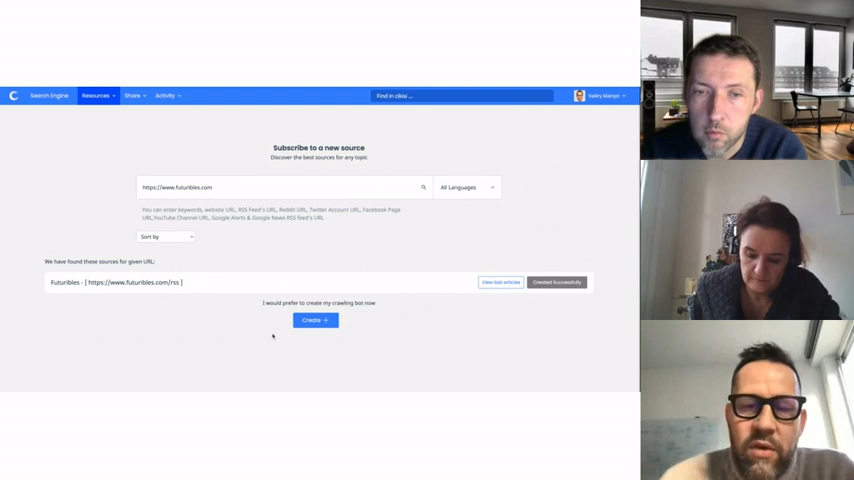 Search Engine Resources Share Activity Find in cikisi ... Valéry Mainjot
Subscribe to a new source
Discover the best sources for any topic
https://www.futuribles.com All Languages
You can enter keywords, website URL, RSS Feed's URL, Reddit URL, Twitter Account URL, Facebook Page
URL,YouTube Channel URL, Google Alerts & Google News RSS feed's URL
Sort by
We have found these sources for given URL:
Futuribles - [ https://www.futuribles.com/rss ] View last articles Created Successfully
I would prefer to create my crawling bot now
Create +